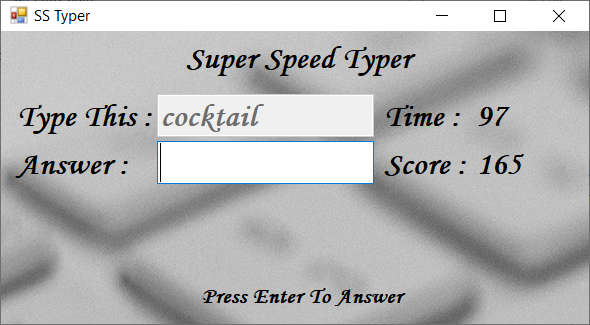 SS Typer
Super Speed Typer
Type This : cocktail Time : 97
Answer : Score : 165
Press Enter To Answer